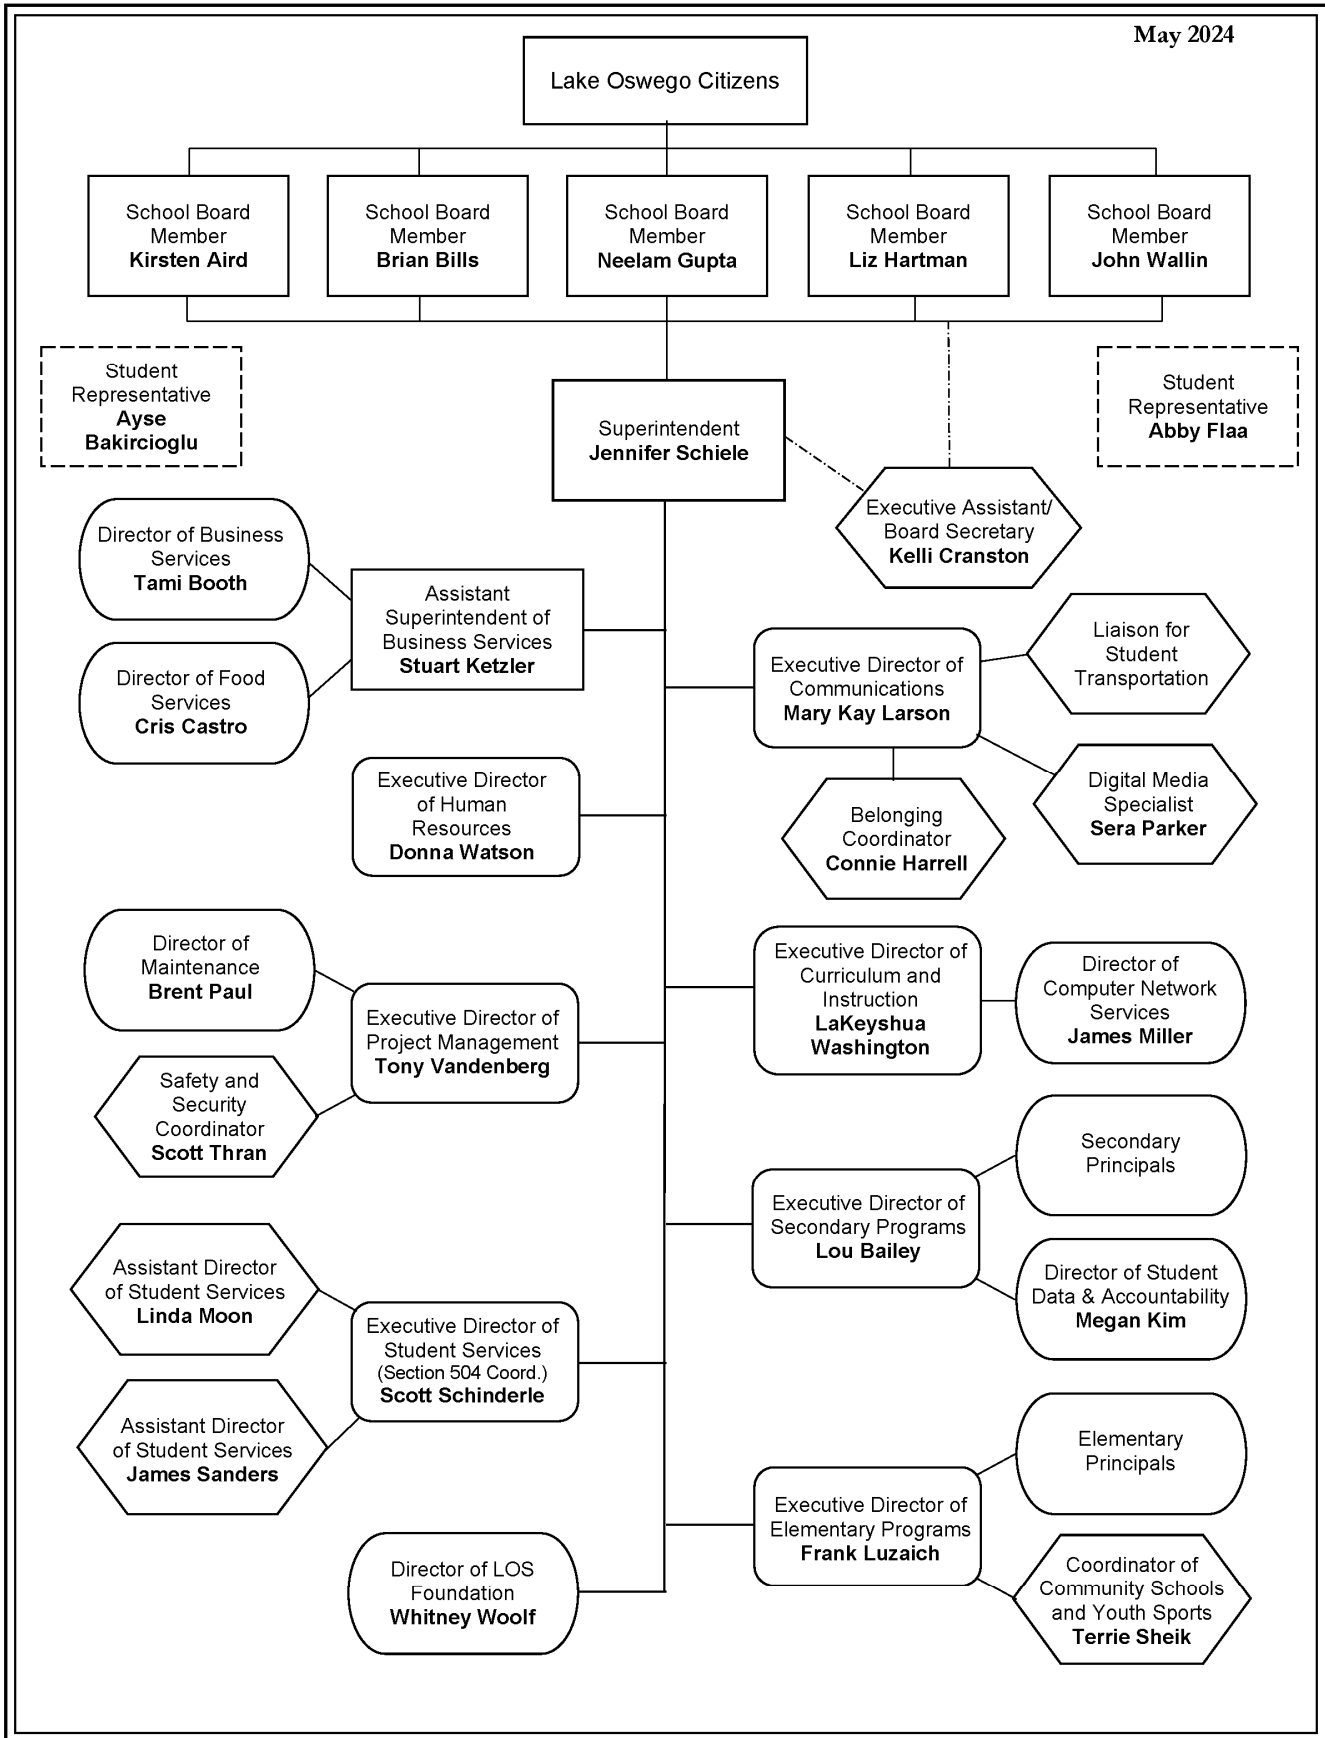 May 2024
Lake Oswego Citizens
School Board
Member
Kirsten Aird
School Board
Member
Brian Bills
School Board
Member
Neelam Gupta
School Board
Member
Liz Hartman
School Board
Member
John Wallin
Student
Representative
Ayse
Bakircioglu
Superintendent
Jennifer Schiele
Student
Representative
Abby Flaa
Executive Assistant/
Board Secretary
Kelli Cranston
Director of Business
Services
Tami Booth
Assistant
Superintendent of
Business Services
Stuart Ketzler
Director of Food
Services
Cris Castro
Executive Director of
Communications
Mary Kay Larson
Liaison for
Student
Transportation
Digital Media
Specialist
Sera Parker
Belonging
Coordinator
Connie Harrell
Executive Director
of Human
Resources
Donna Watson
Director of
Maintenance
Brent Paul
Executive Director of
Project Management
Tony Vandenberg
Safety and
Security
Coordinator
Scott Thran
Executive Director of
Curriculum and
Instruction
LaKeyshua
Washington
Director of
Computer Network
Services
James Miller
Secondary
Principals
Executive Director of
Secondary Programs
Lou Bailey
Director of Student
Data & Accountability
Megan Kim
Assistant Director
of Student Services
Linda Moon
Executive Director of
Student Services
(Section 504 Coord.)
Scott Schinderle
Assistant Director
of Student Services
James Sanders
Elementary
Principals
Executive Director of
Elementary Programs
Frank Luzaich
Coordinator of
Community Schools
and Youth Sports
Terrie Sheik
Director of LOS
Foundation
Whitney Woolf